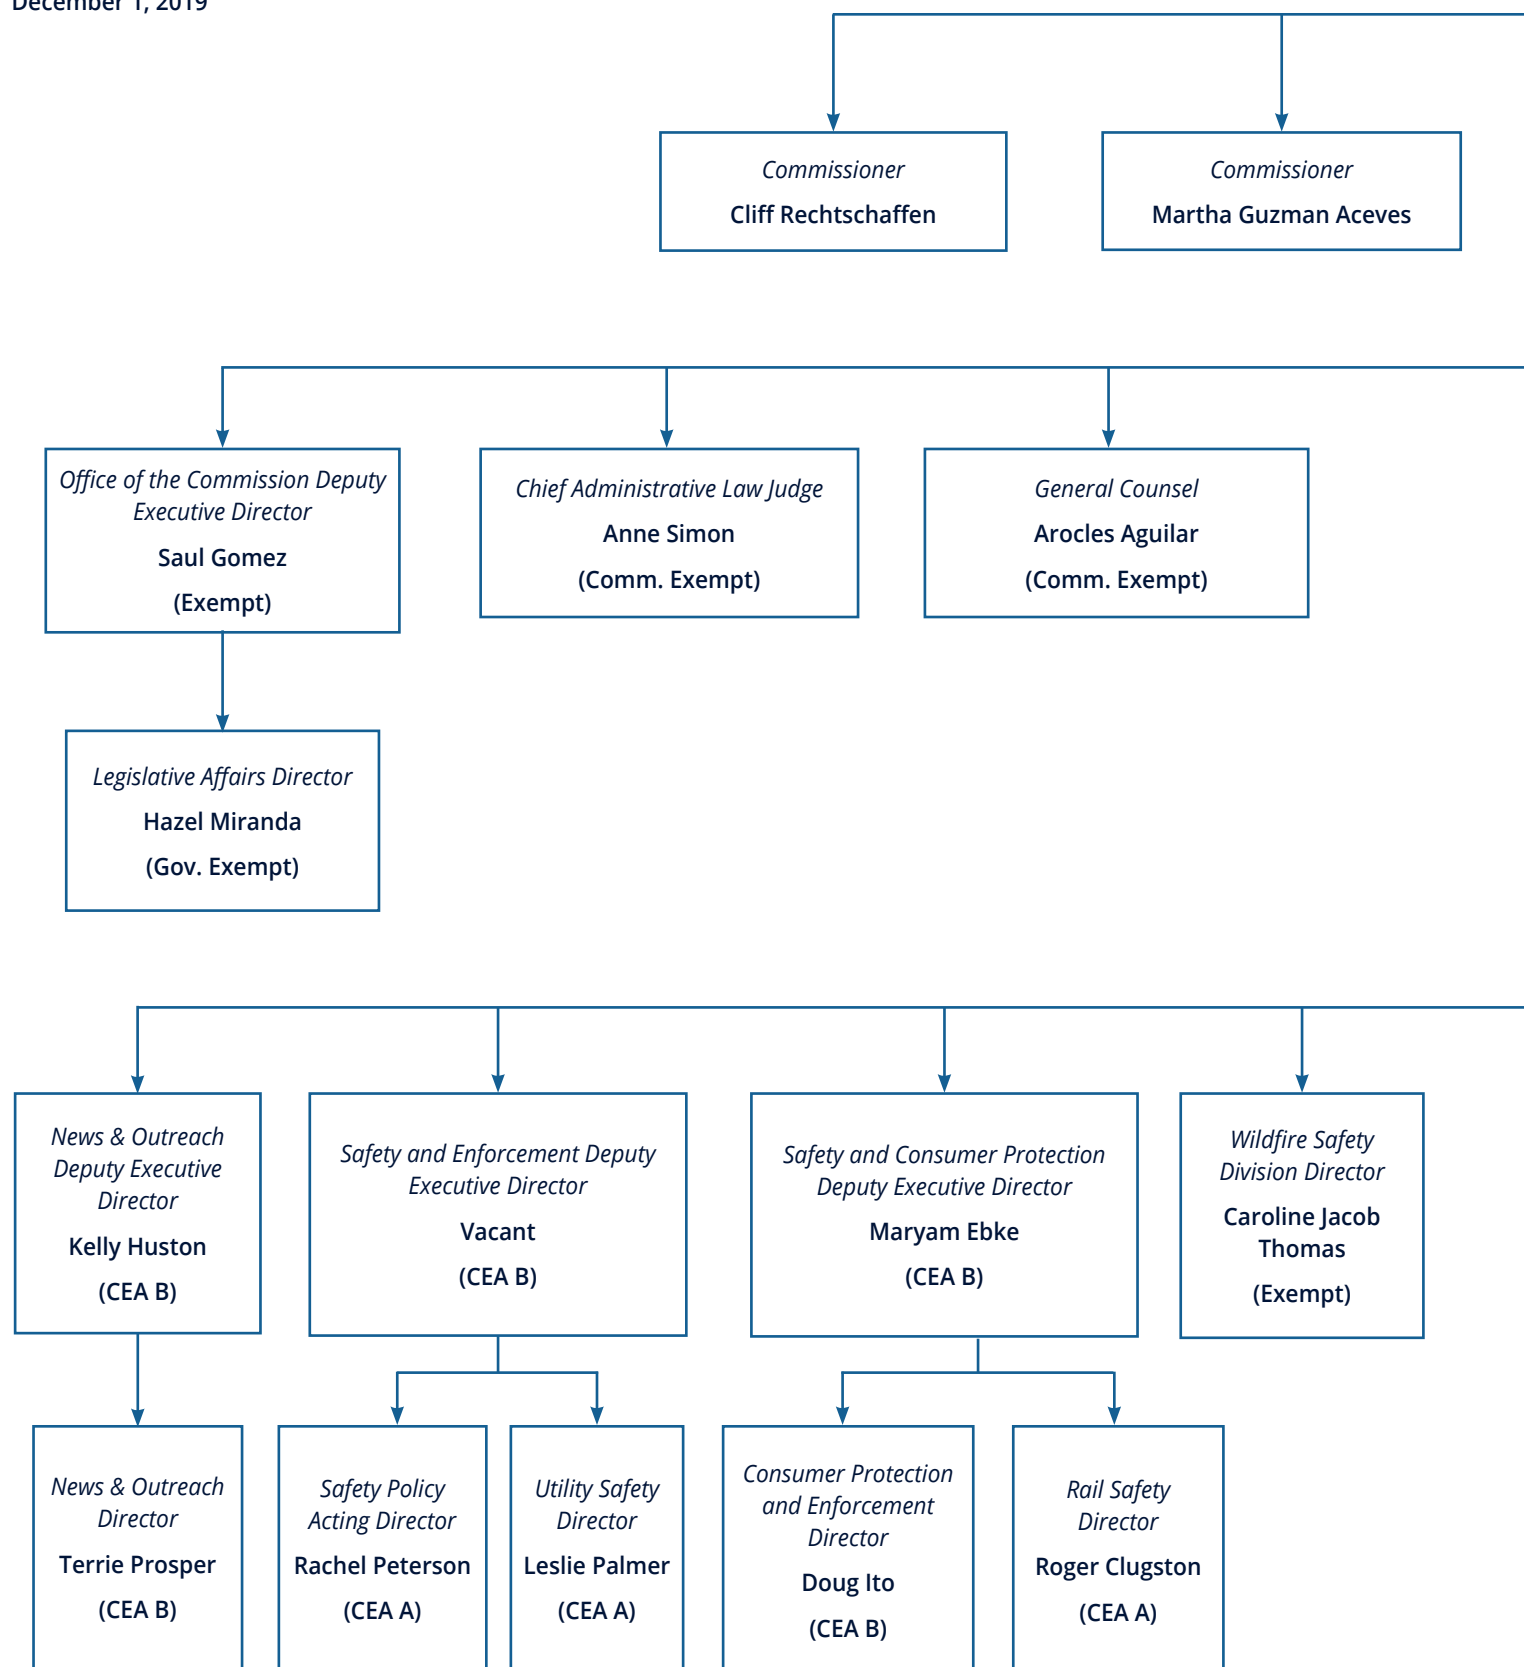 December 1, 2019
Commissioner
Cliff Rechtschaffen
Commissioner
Martha Guzman Aceves
Office of the Commission Deputy
Executive Director
Saul Gomez
(Exempt)
Chief Administrative Law Judge
Anne Simon
(Comm. Exempt)
General Counsel
Arocles Aguilar
(Comm. Exempt)
Legislative Affairs Director
Hazel Miranda
(Gov. Exempt)
News & Outreach
Deputy Executive
Director
Kelly Huston
(CEA B)
Safety and Enforcement Deputy
Executive Director
Vacant
(CEA B)
Safety and Consumer Protection
Deputy Executive Director
Maryam Ebke
(CEA B)
Wildfire Safety
Division Director
Caroline Jacob
Thomas
(Exempt)
News & Outreach
Director
Terrie Prosper
(CEA B)
Safety Policy
Acting Director
Rachel Peterson
(CEA A)
Utility Safety
Director
Leslie Palmer
(CEA A)
Consumer Protection
and Enforcement
Director
Doug Ito
(CEA B)
Rail Safety
Director
Roger Clugston
(CEA A)